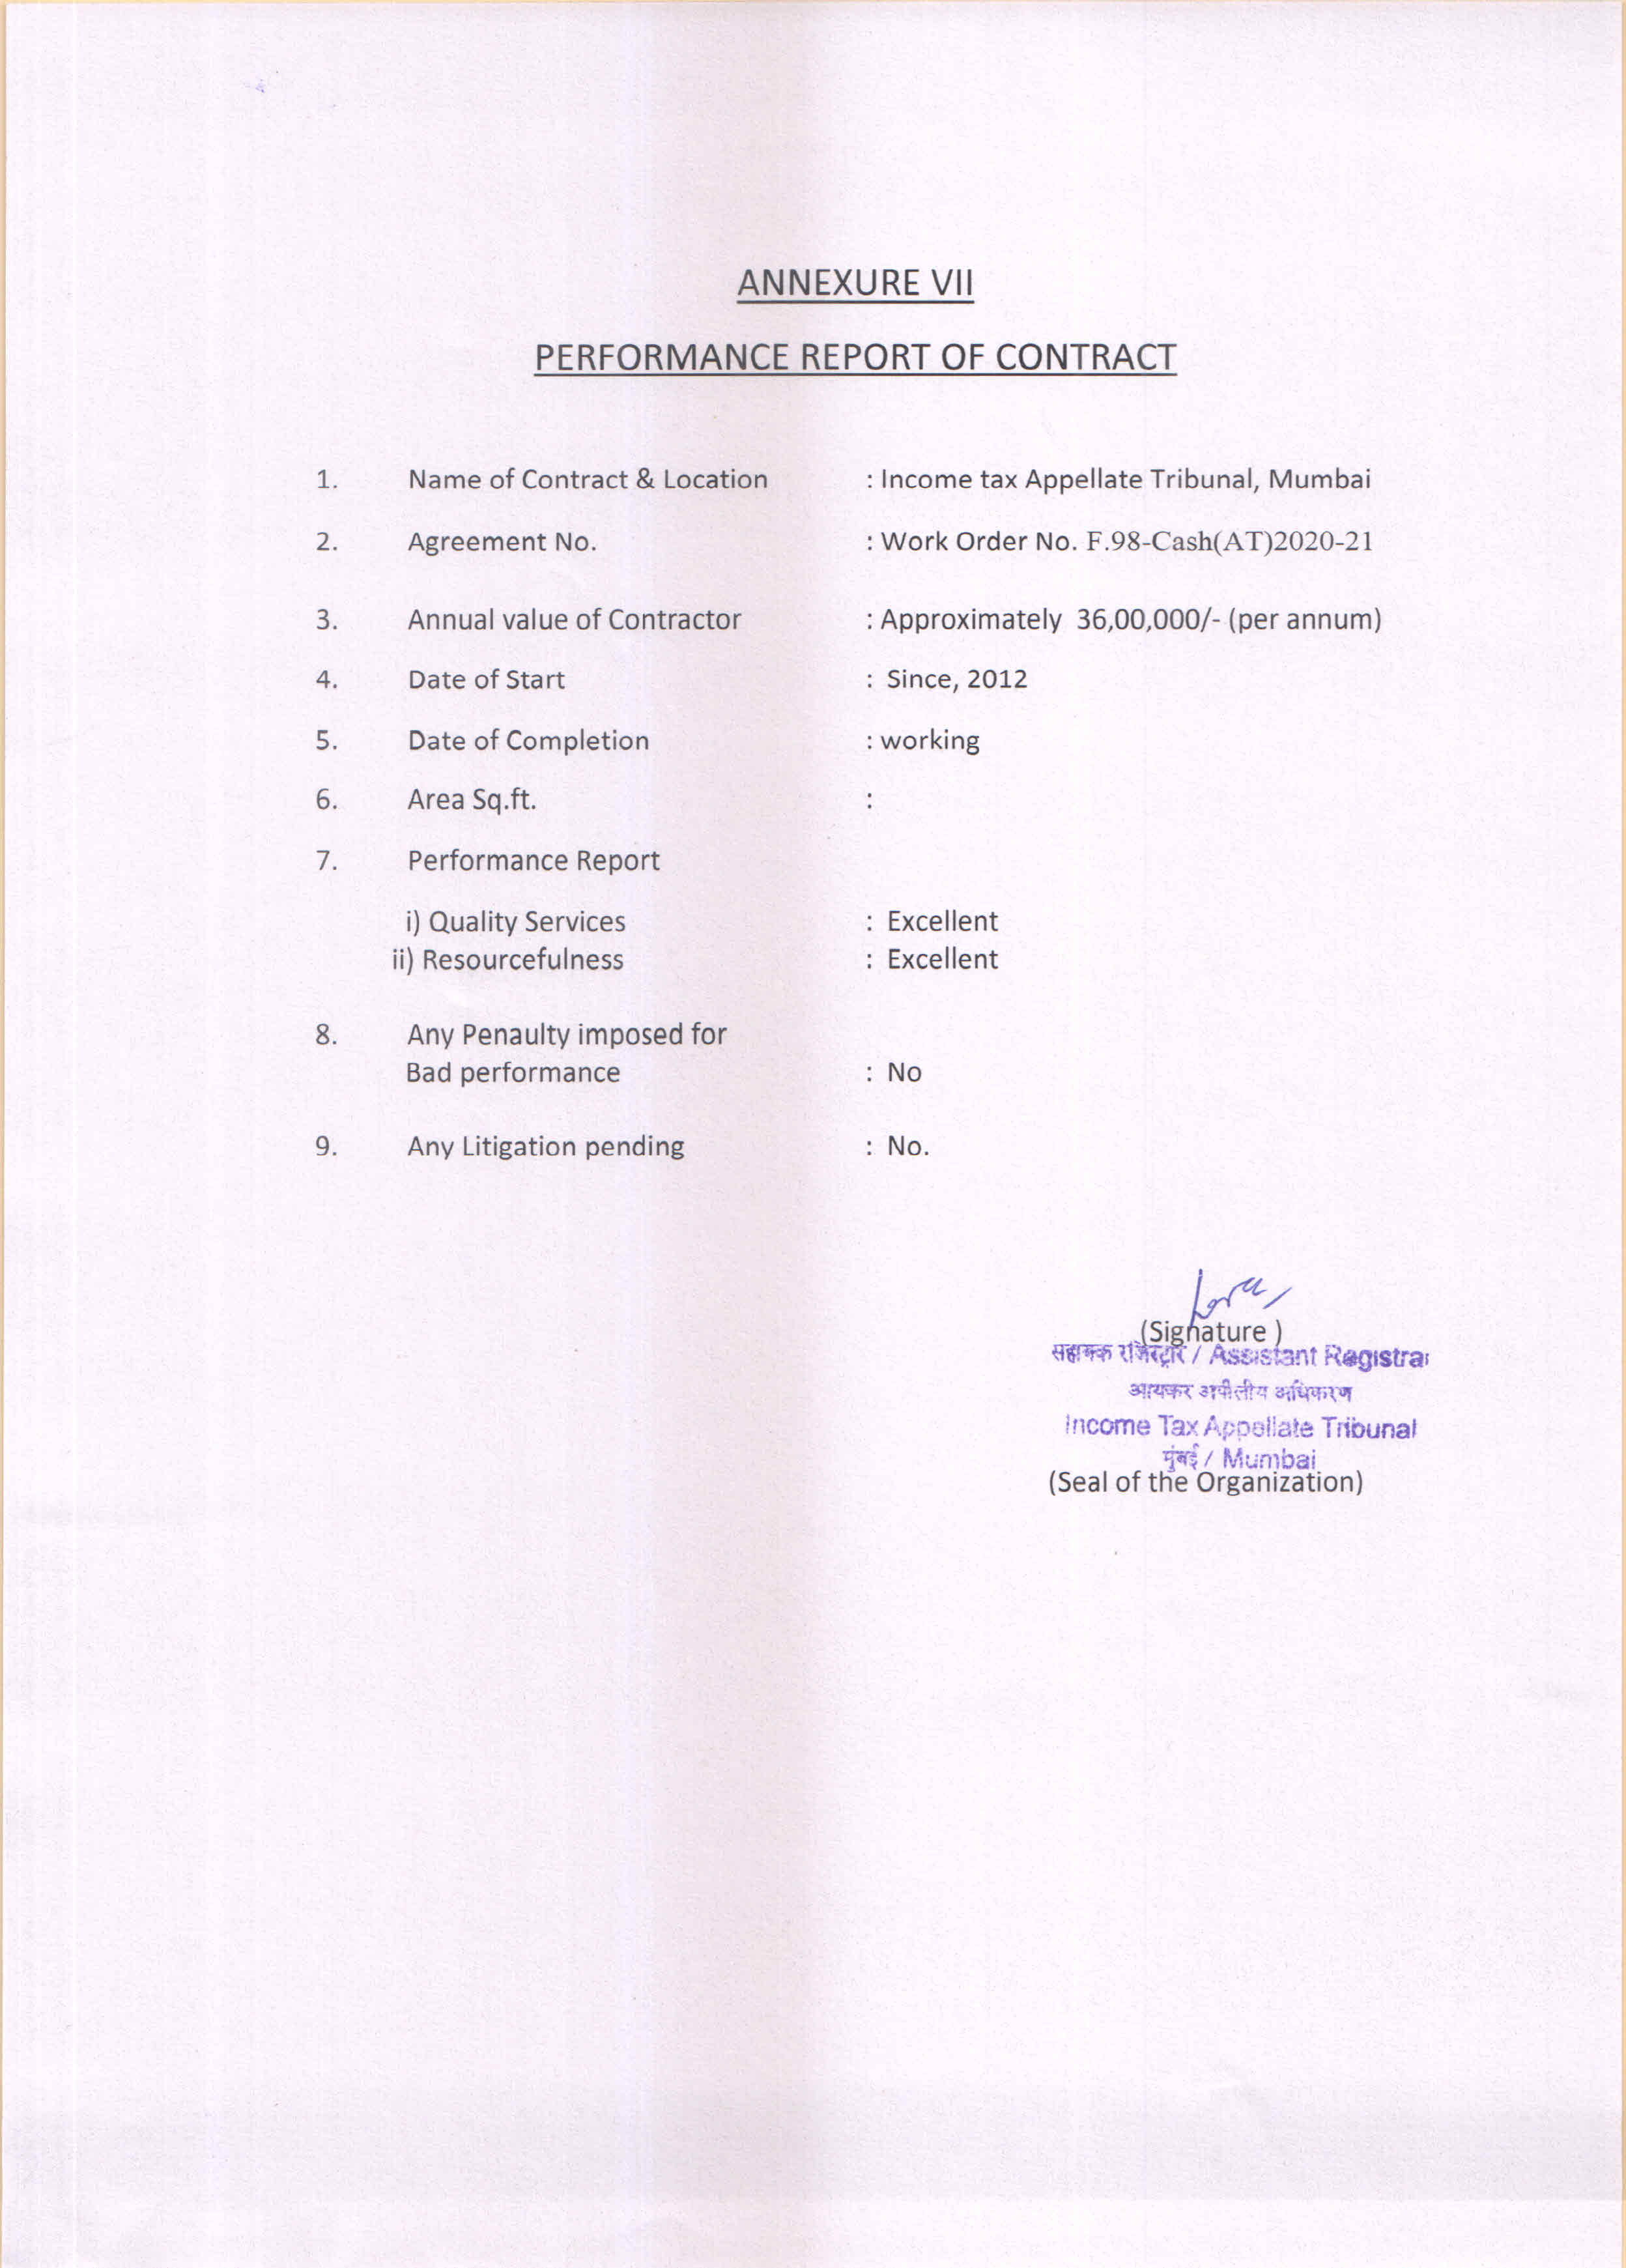 ANNEXURE VII
PERFORMANCE REPORT OF CONTRACT
1. Name of Contract & Location : Income tax Appellate Tribunal, Mumbai
2. Agreement No. : Work Order No. F.98-Cash(AT)2020-21
3. Annual value of Contractor : Approximately 36,00,000/- (per annum)
4. Date of Start : Since, 2012
5. Date of Completion : working
6. Area Sq.ft. :
7. Performance Report
i) Quality Services : Excellent
ii) Resourcefulness : Excellent
8. Any Penaulty imposed for
Bad performance : No
9. Any Litigation pending : No.
(Signature )
सहायक रजिस्ट्रार / Assistant Registrar
आयकर अपीलीय अधिकरण
Income Tax Appellate Tribunal
मुंबई / Mumbai
(Seal of the Organization)